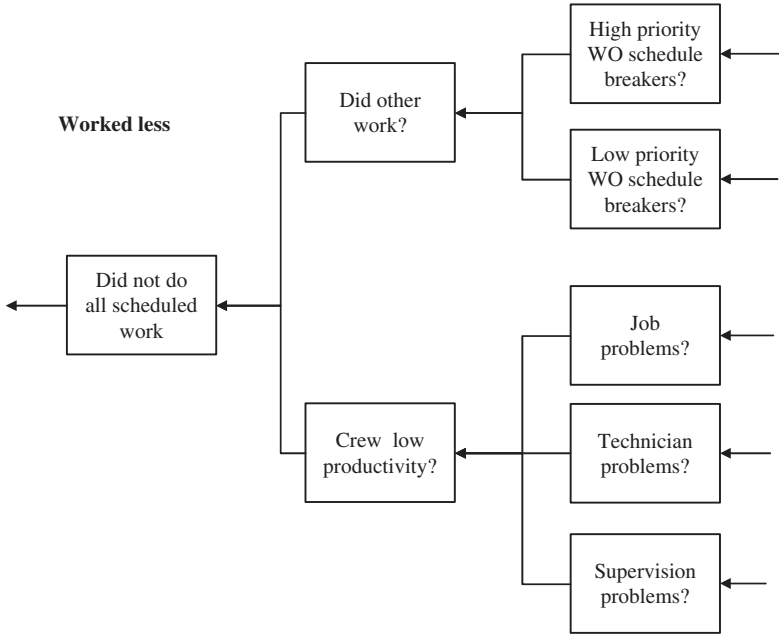 High priority
WO schedule
breakers?
Did other
work?
Worked less
Low priority
WO schedule
breakers?
Did not do
all scheduled
work
Job
problems?
Crew low
productivity?
Technician
problems?
Supervision
problems?